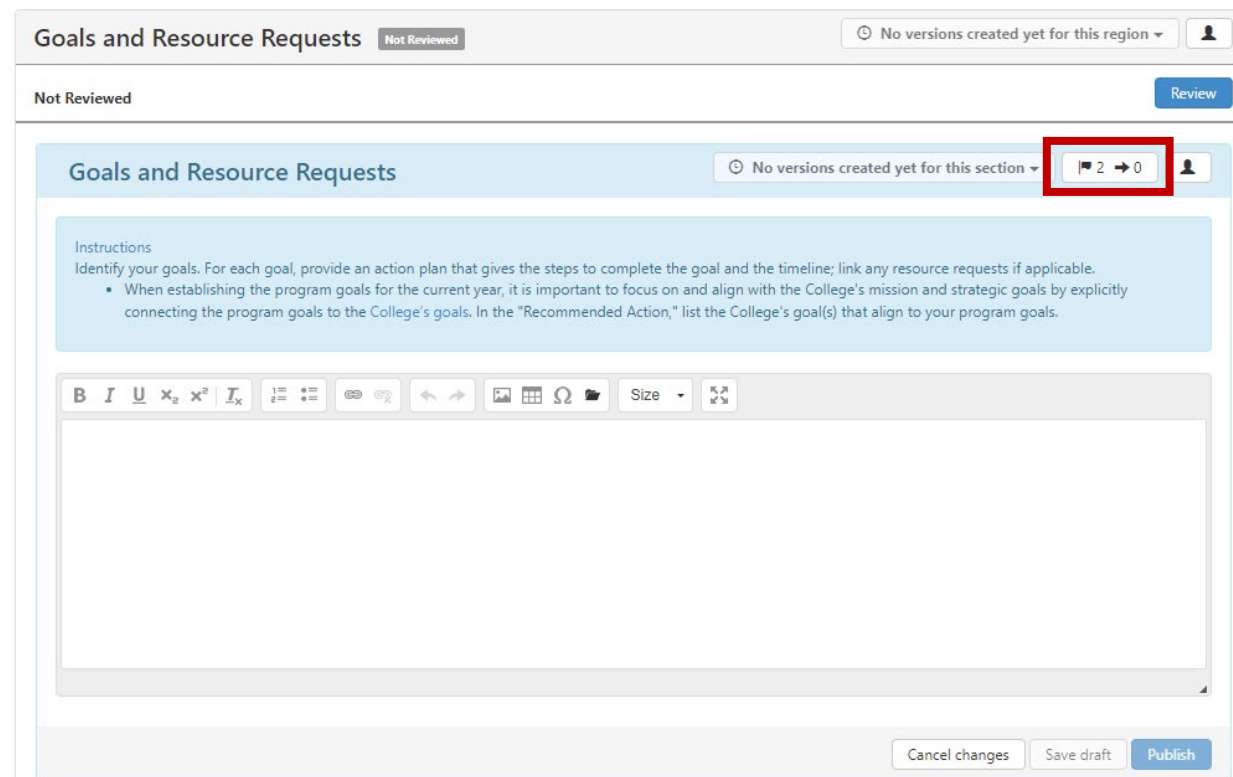 Goals and Resource Requests Not Reviewed No versions created yet for this region
Not Reviewed Review
Goals and Resource Requests No versions created yet for this section 2 0
Instructions
Identify your goals. For each goal, provide an action plan that gives the steps to complete the goal and the timeline; link any resource requests if applicable.
• When establishing the program goals for the current year, it is important to focus on and align with the College's mission and strategic goals by explicitly
connecting the program goals to the College's goals. In the "Recommended Action," list the College's goal(s) that align to your program goals.
B I U x₂ x² Iₓ Ω Size
Cancel changes Save draft Publish